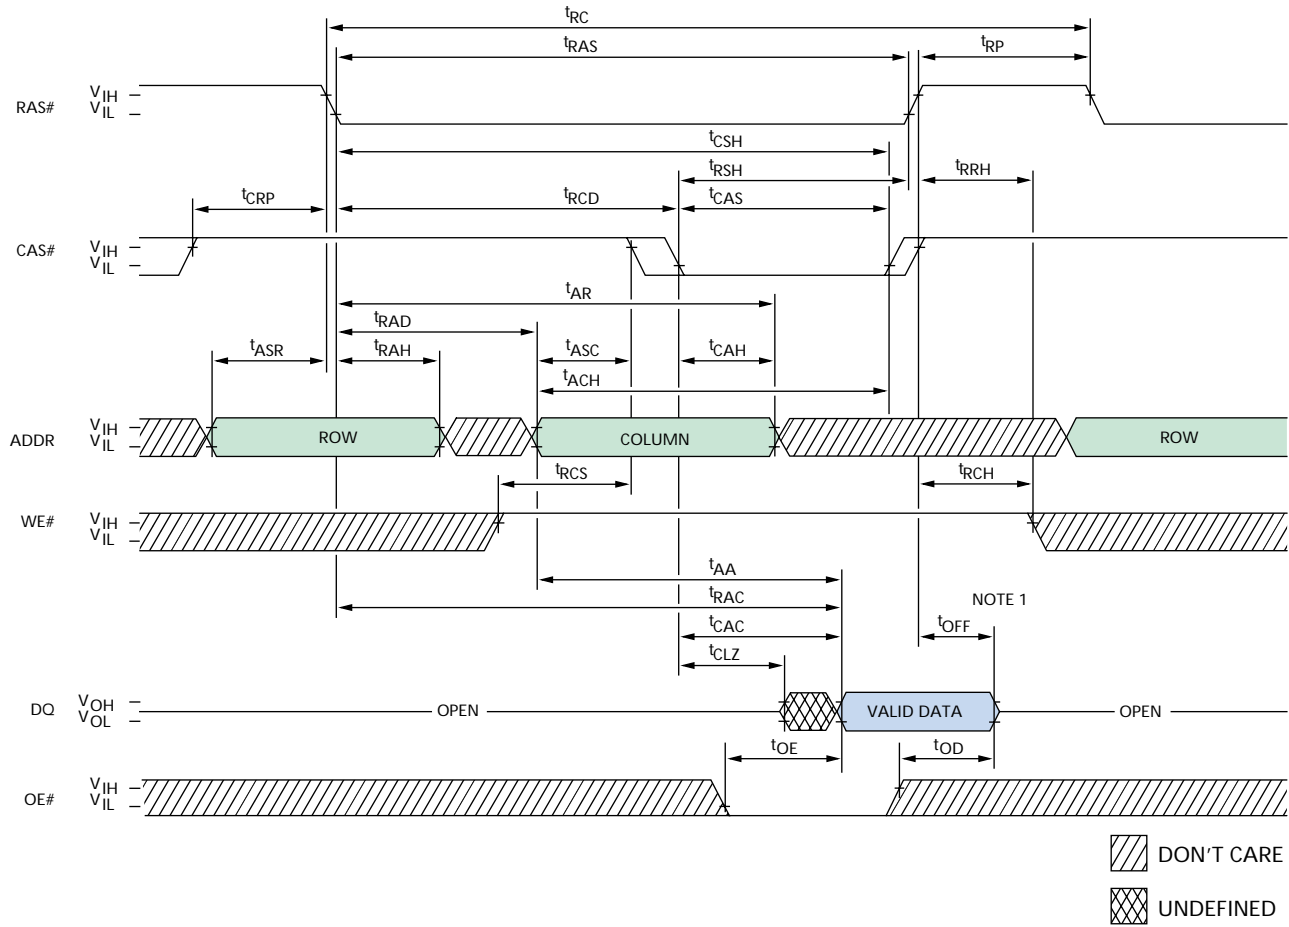 tRC
tRAS
tRP
RAS#
VIH
VIL
tCSH
tRSH
tRRH
tCRP
tRCD
tCAS
CAS#
VIH
VIL
tAR
tRAD
tASR
tRAH
tASC
tCAH
tACH
ADDR
VIH
VIL
ROW
COLUMN
ROW
tRCS
tRCH
WE#
VIH
VIL
tAA
tRAC
NOTE 1
tCAC
tOFF
tCLZ
DQ
VOH
VOL
OPEN
VALID DATA
OPEN
tOE
tOD
OE#
VIH
VIL
DON'T CARE
UNDEFINED